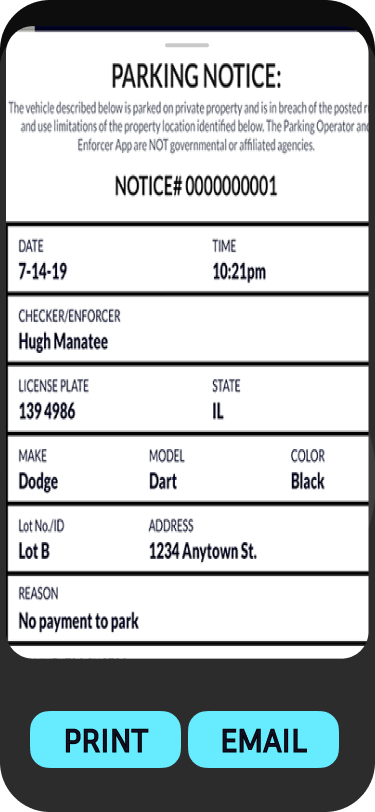 PARKING NOTICE:
The vehicle described below is parked on private property and is in breach of the posted
and use limitations of the property location identified below. The Parking Operator and
Enforcer App are NOT governmental or affiliated agencies.
NOTICE# 0000000001
DATE TIME
7-14-19 10:21pm
CHECKER/ENFORCER
Hugh Manatee
LICENSE PLATE STATE
139 4986 IL
MAKE MODEL COLOR
Dodge Dart Black
Lot No./ID ADDRESS
Lot B 1234 Anytown St.
REASON
No payment to park
PRINT EMAIL